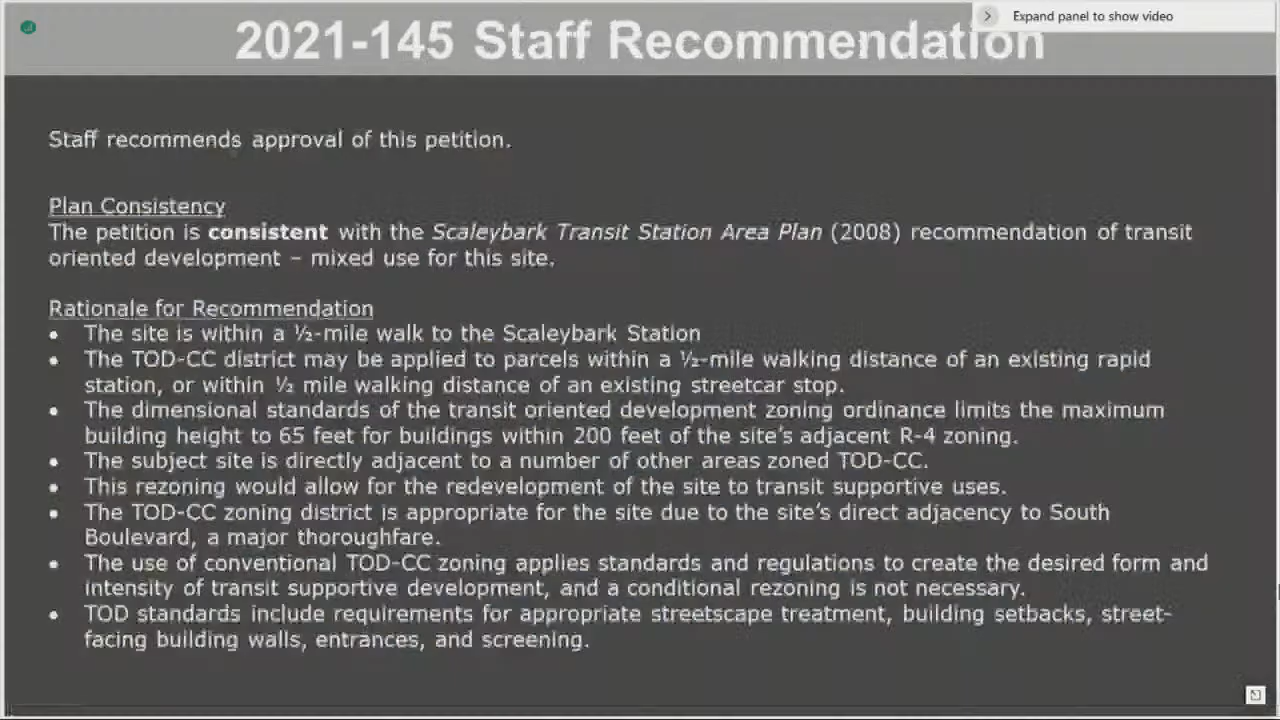 2021-145 Staff Recommendation
Expand panel to show video
Staff recommends approval of this petition.
Plan Consistency
The petition is consistent with the Scaleybark Transit Station Area Plan (2008) recommendation of transit
oriented development – mixed use for this site.
Rationale for Recommendation
• The site is within a ½-mile walk to the Scaleybark Station
• The TOD-CC district may be applied to parcels within a ½-mile walking distance of an existing rapid
station, or within ½ mile walking distance of an existing streetcar stop.
• The dimensional standards of the transit oriented development zoning ordinance limits the maximum
building height to 65 feet for buildings within 200 feet of the site's adjacent R-4 zoning.
• The subject site is directly adjacent to a number of other areas zoned TOD-CC.
• This rezoning would allow for the redevelopment of the site to transit supportive uses.
• The TOD-CC zoning district is appropriate for the site due to the site's direct adjacency to South
Boulevard, a major thoroughfare.
• The use of conventional TOD-CC zoning applies standards and regulations to create the desired form and
intensity of transit supportive development, and a conditional rezoning is not necessary.
• TOD standards include requirements for appropriate streetscape treatment, building setbacks, street-
facing building walls, entrances, and screening.